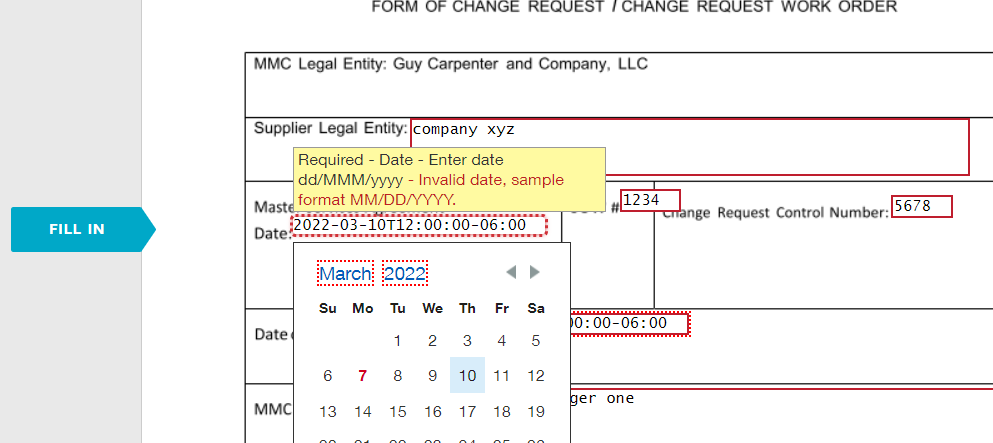 FORM OF CHANGE REQUEST / CHANGE REQUEST WORK ORDER
MMC Legal Entity: Guy Carpenter and Company, LLC
Supplier Legal Entity: company xyz
Required - Date - Enter date
dd/MMM/yyyy - Invalid date, sample
format MM/DD/YYYY.
# 1234
Change Request Control Number: 5678
Date: 2022-03-10T12:00:00-06:00
FILL IN
March 2022
Su Mo Tu We Th Fr Sa
1 2 3 4 5
6 7 8 9 10 11 12
13 14 15 16 17 18 19
Date
00:00-06:00
MMC
ger one